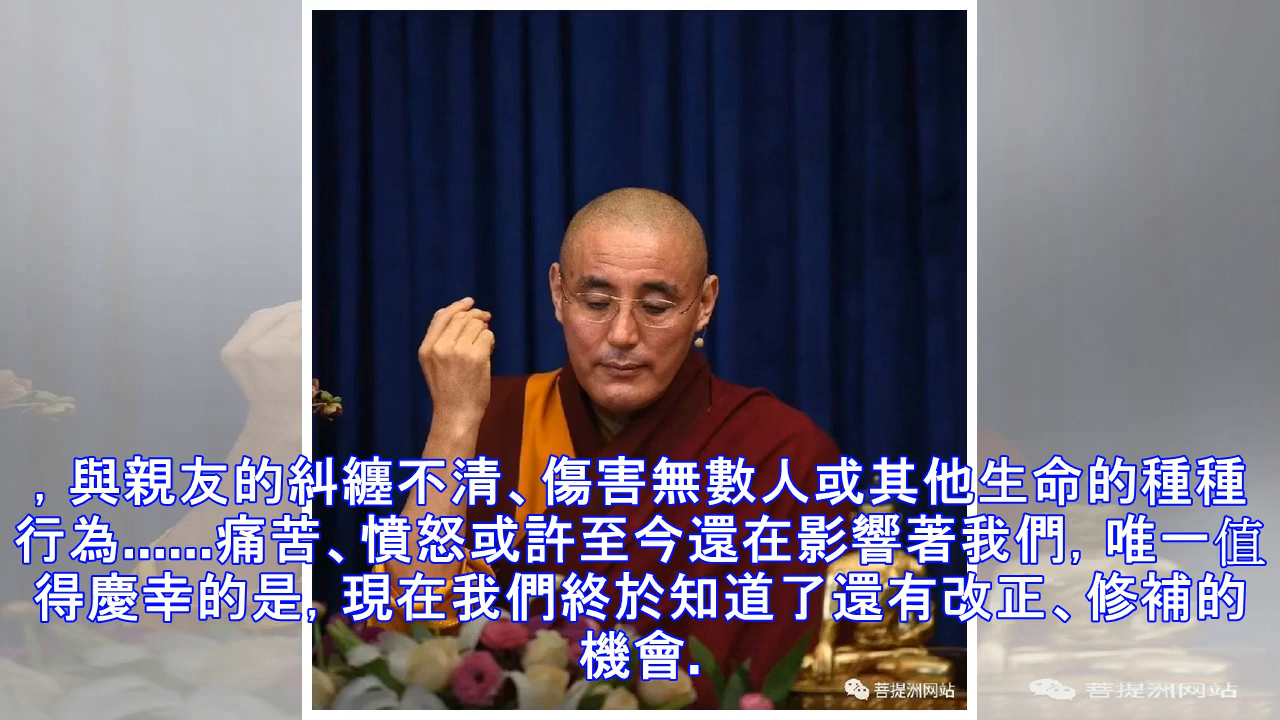 , 與親友的糾纏不清、傷害無數人或其他生命的種種
行為......痛苦、憤怒或許至今還在影響著我們, 唯一值
得慶幸的是, 現在我們終於知道了還有改正、修補的
機會.
菩提洲网站
菩提洲网站